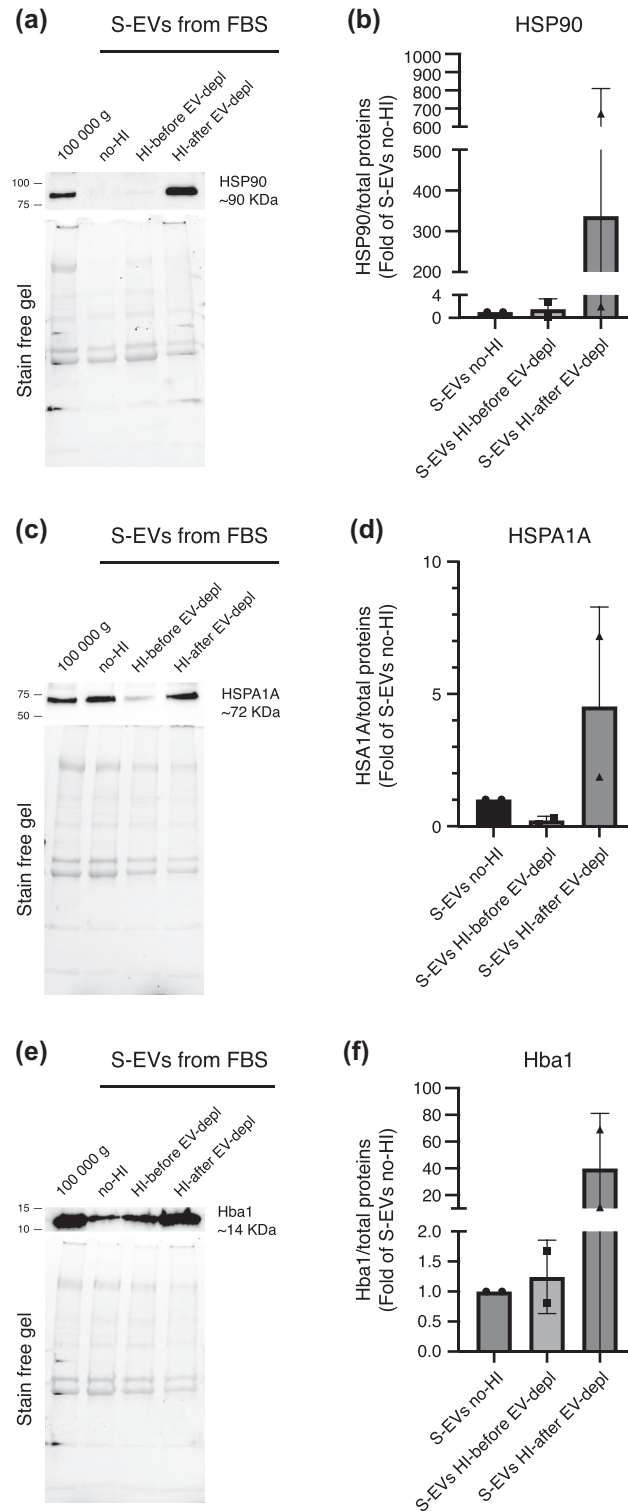 (a)
S-EVs from FBS
100 000 g
no-HI
HI-before EV-depl
HI-after EV-depl
100
75
HSP90
~90 KDa
Stain free gel
(b)
HSP90
HSP90/total proteins
(Fold of S-EVs no-HI)
1000
900
800
700
600
500
400
300
200
4
0
S-EVs no-HI
S-EVs HI-before EV-depl
S-EVs HI-after EV-depl
(c)
S-EVs from FBS
100 000 g
no-HI
HI-before EV-depl
HI-after EV-depl
75
50
HSPA1A
~72 KDa
Stain free gel
(d)
HSPA1A
HSA1A/total proteins
(Fold of S-EVs no-HI)
10
5
0
S-EVs no-HI
S-EVs HI-before EV-depl
S-EVs HI-after EV-depl
(e)
S-EVs from FBS
100 000 g
no-HI
HI-before EV-depl
HI-after EV-depl
15
10
Hba1
~14 KDa
Stain free gel
(f)
Hba1
Hba1/total proteins
(Fold of S-EVs no-HI)
100
80
60
40
20
2.0
1.5
1.0
0.5
0.0
S-EVs no-HI
S-EVs HI-before EV-depl
S-EVs HI-after EV-depl